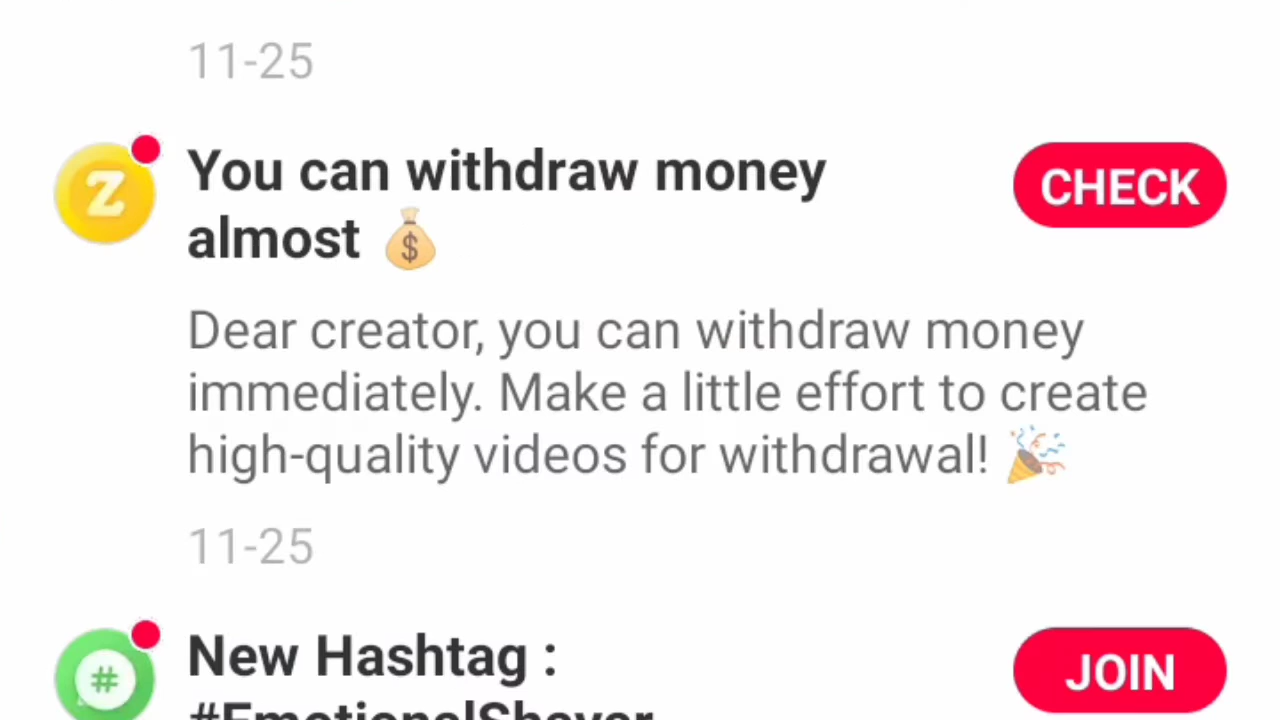 11-25
You can withdraw money
CHECK
almost 💰
Dear creator, you can withdraw money
immediately. Make a little effort to create
high-quality videos for withdrawal! 🎉
11-25
New Hashtag :
JOIN
#EmotionalShayer